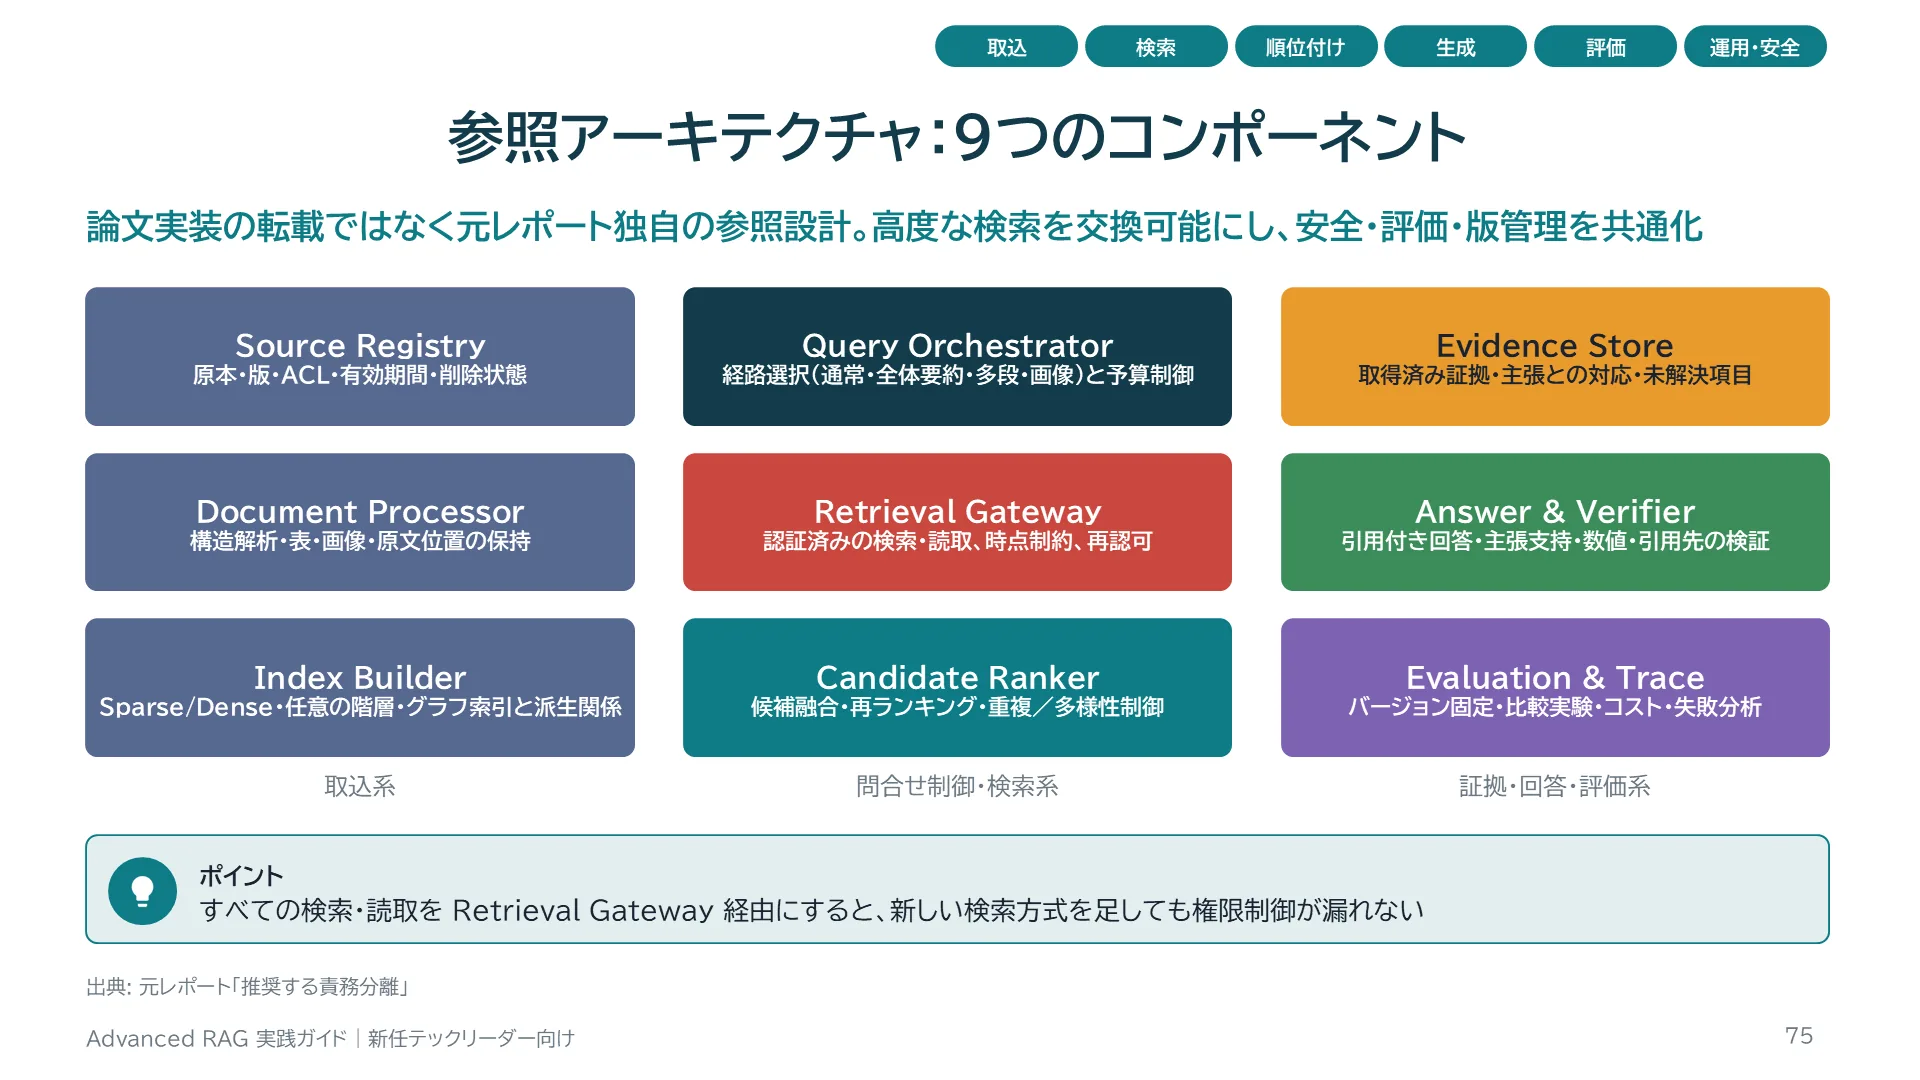 取込
検索
順位付け
生成
評価
運用・安全
参照アーキテクチャ：9つのコンポーネント
論文実装の転載ではなく元レポート独自の参照設計。高度な検索を交換可能にし、安全・評価・版管理を共通化
Source Registry
原本・版・ACL・有効期間・削除状態
Document Processor
構造解析・表・画像・原文位置の保持
Index Builder
Sparse/Dense・任意の階層・グラフ索引と派生関係
取込系
Query Orchestrator
経路選択（通常・全体要約・多段・画像）と予算制御
Retrieval Gateway
認証済みの検索・読取、時点制約、再認可
Candidate Ranker
候補融合・再ランキング・重複／多様性制御
問合せ制御・検索系
Evidence Store
取得済み証拠・主張との対応・未解決項目
Answer & Verifier
引用付き回答・主張支持・数値・引用先の検証
Evaluation & Trace
バージョン固定・比較実験・コスト・失敗分析
証拠・回答・評価系
ポイント
すべての検索・読取を Retrieval Gateway 経由にすると、新しい検索方式を足しても権限制御が漏れない
出典: 元レポート「推奨する責務分離」
Advanced RAG 実践ガイド｜新任テックリーダー向け
75